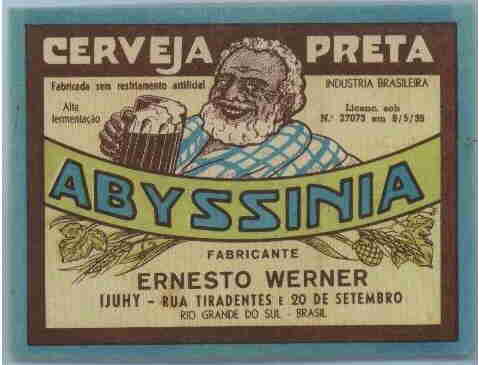 CERVEJA PRETA
Fabricada sem resfriamento artificial
INDUSTRIA BRASILEIRA
Alta
fermentação
Licenc. sob
N.º 27073 em 8/5/35
ABYSSINIA
FABRICANTE
ERNESTO WERNER
IJUHY - RUA TIRADENTES E 20 DE SETEMBRO
RIO GRANDE DO SUL - BRASIL